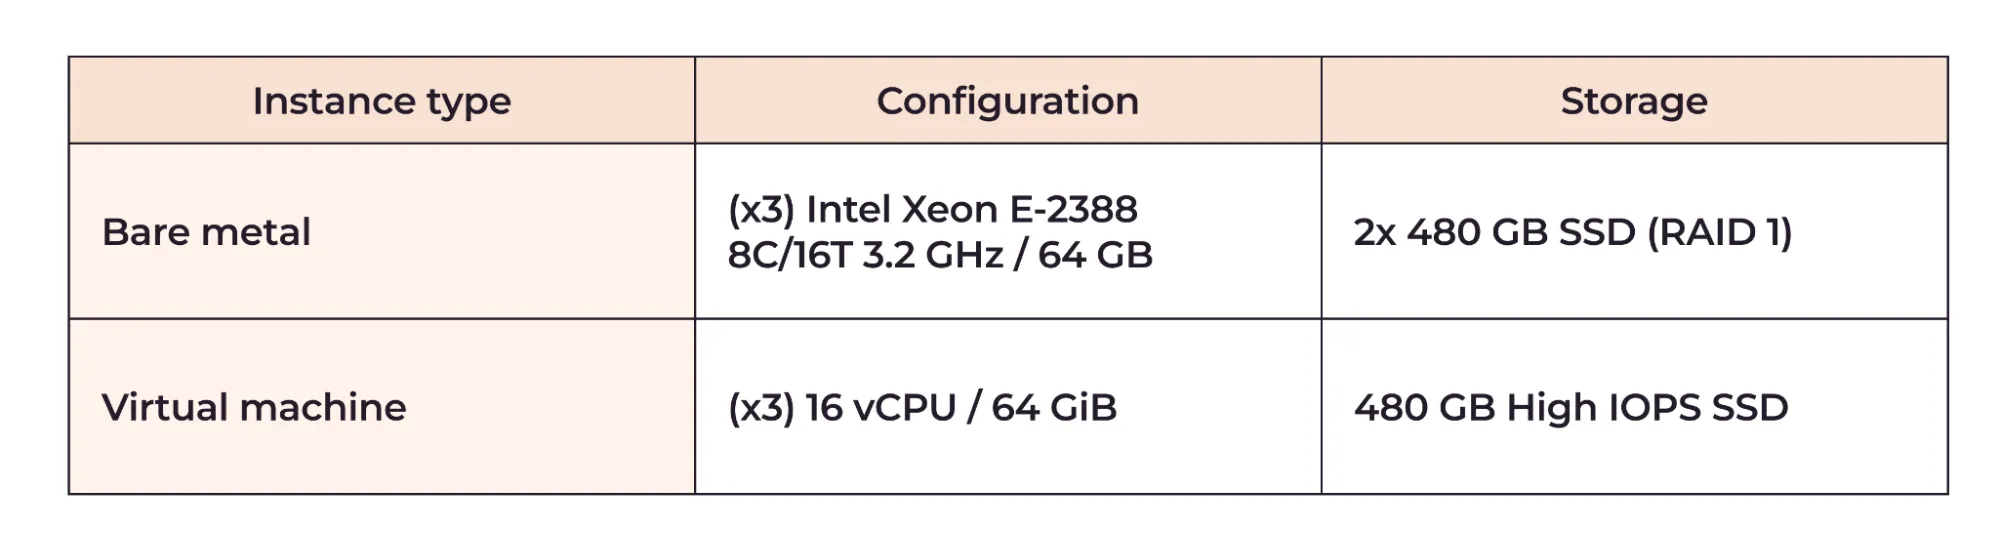 Instance type
Configuration
Storage
Bare metal
(x3) Intel Xeon E-2388
8C/16T 3.2 GHz / 64 GB
2x 480 GB SSD (RAID 1)
Virtual machine
(x3) 16 vCPU / 64 GiB
480 GB High IOPS SSD